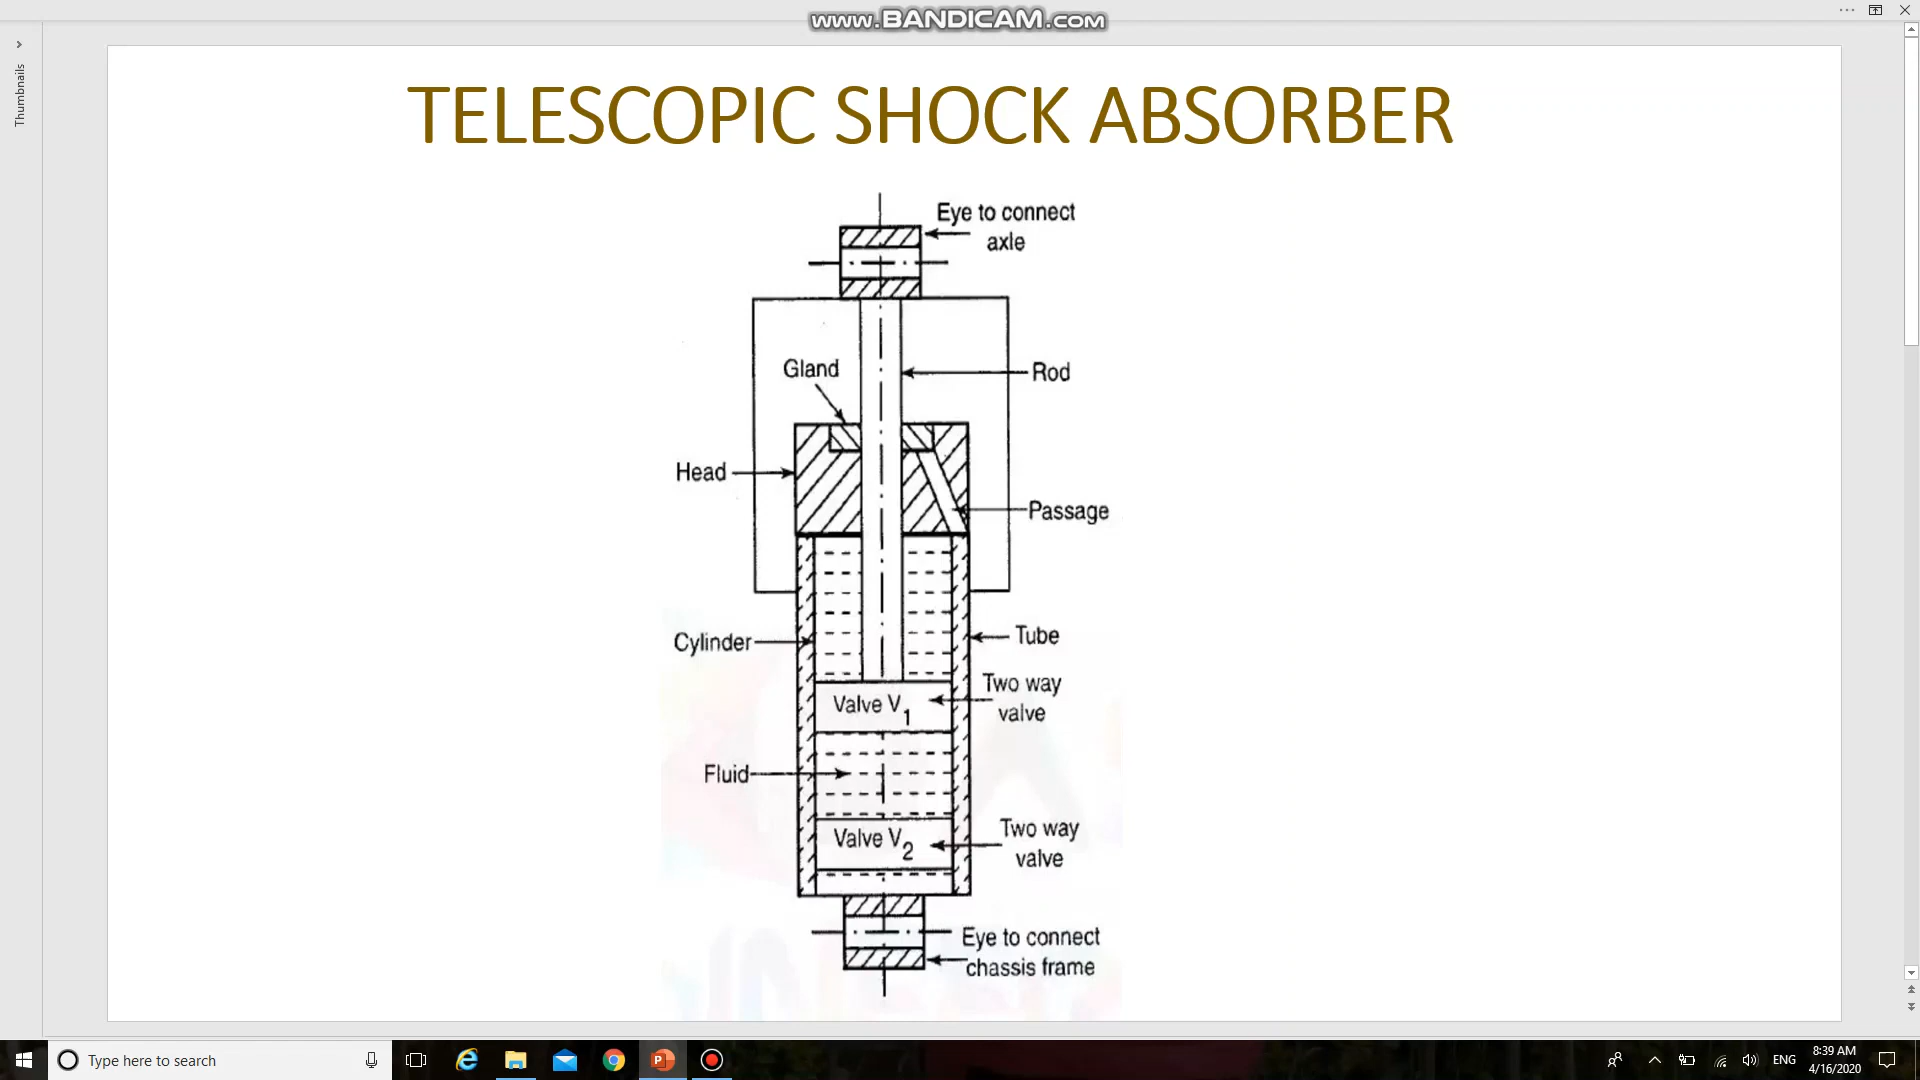 www.BANDICAM.com
Thumbnails
TELESCOPIC SHOCK ABSORBER
Eye to connect
axle
Gland
Rod
Head
Passage
Cylinder
Tube
Two way
valve
Valve V1
Fluid
Two way
valve
Valve V2
Eye to connect
chassis frame
Type here to search
ENG
8:39 AM
4/16/2020